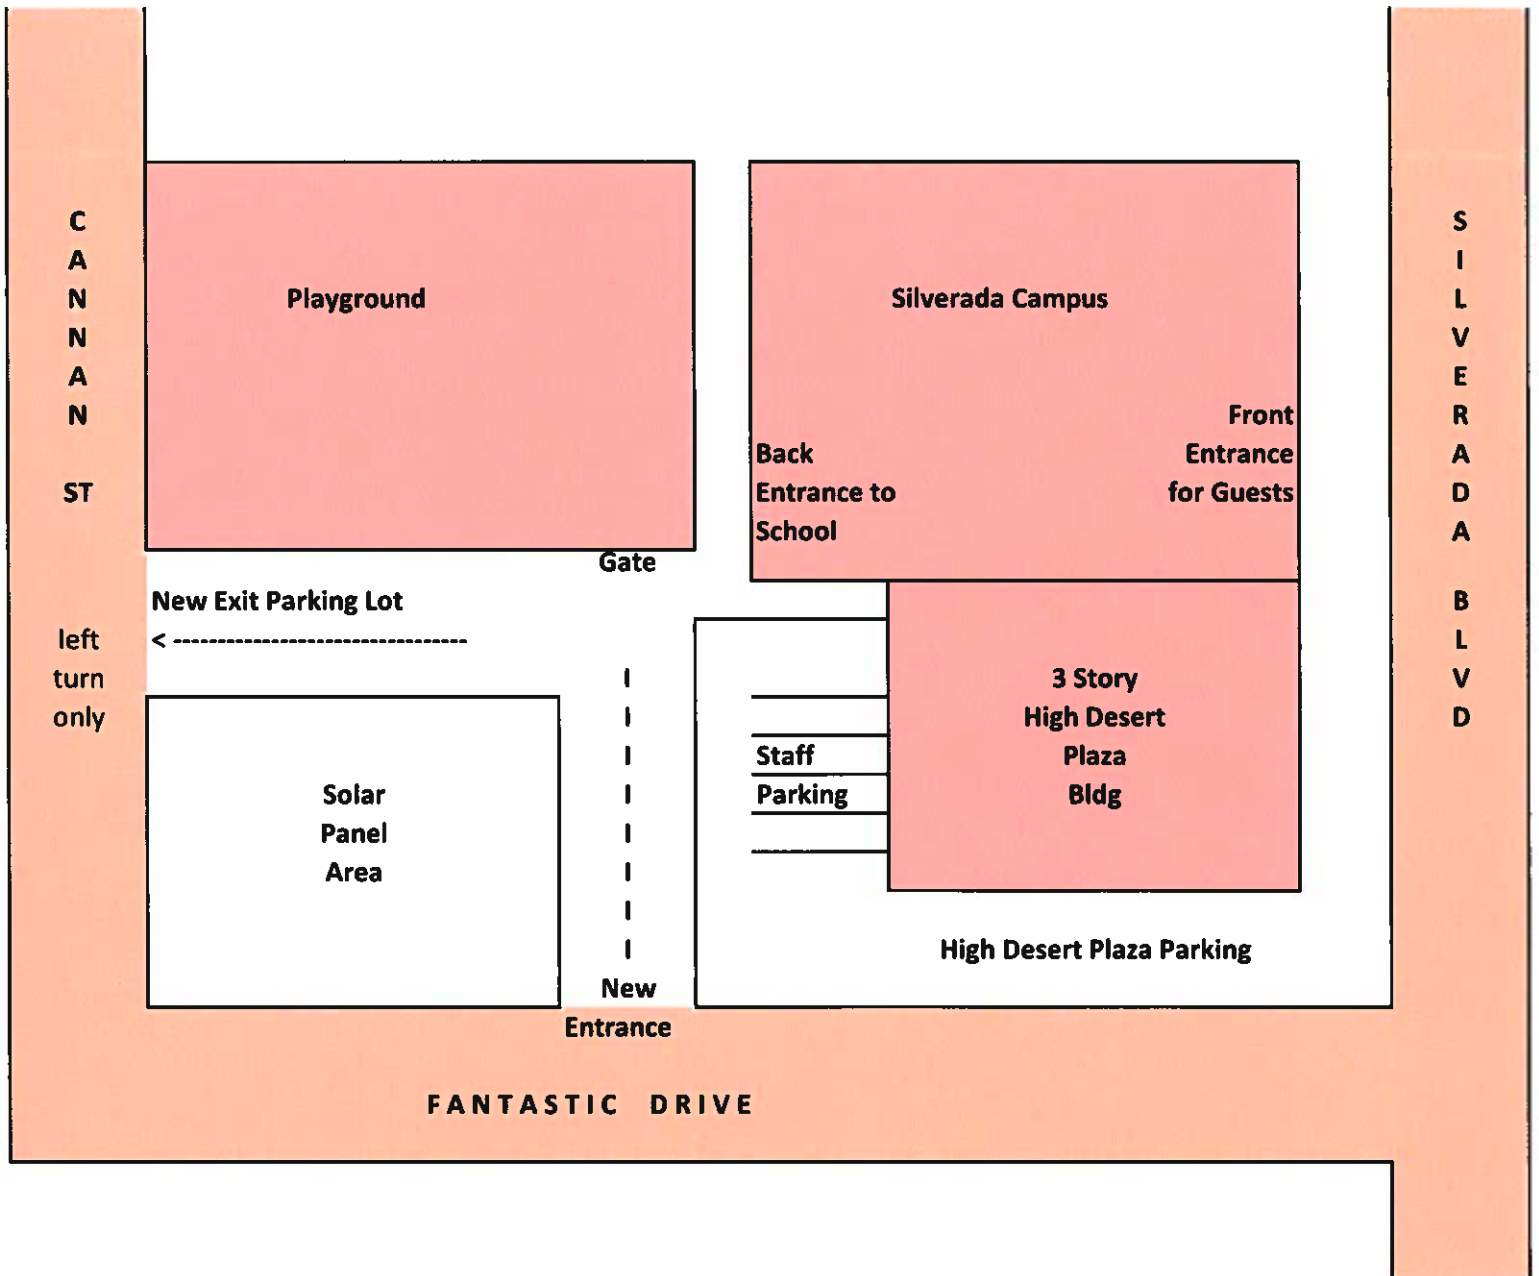 CANNAN ST
left
turn
only
Playground
Silverada Campus
Front
Entrance
for Guests
Back
Entrance to
School
SILVERADA BLVD
Gate
New Exit Parking Lot
< -----------------------------------
3 Story
High Desert
Plaza
Bldg
Staff
Parking
Solar
Panel
Area
High Desert Plaza Parking
New
Entrance
FANTASTIC DRIVE